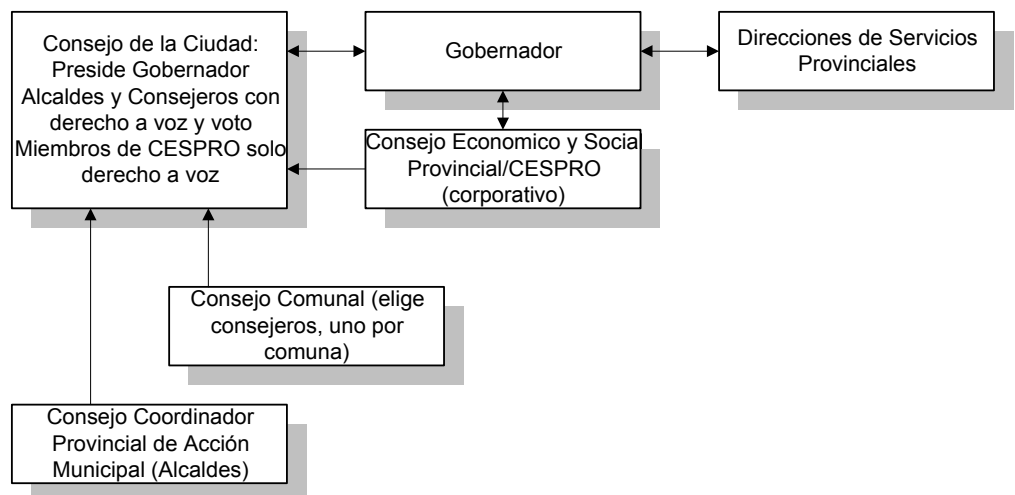 Consejo de la Ciudad:
Preside Gobernador
Alcaldes y Consejeros con
derecho a voz y voto
Miembros de CESPRO solo
derecho a voz
Gobernador
Direcciones de Servicios
Provinciales
Consejo Economico y Social
Provincial/CESPRO
(corporativo)
Consejo Comunal (elige
consejeros, uno por
comuna)
Consejo Coordinador
Provincial de Acción
Municipal (Alcaldes)